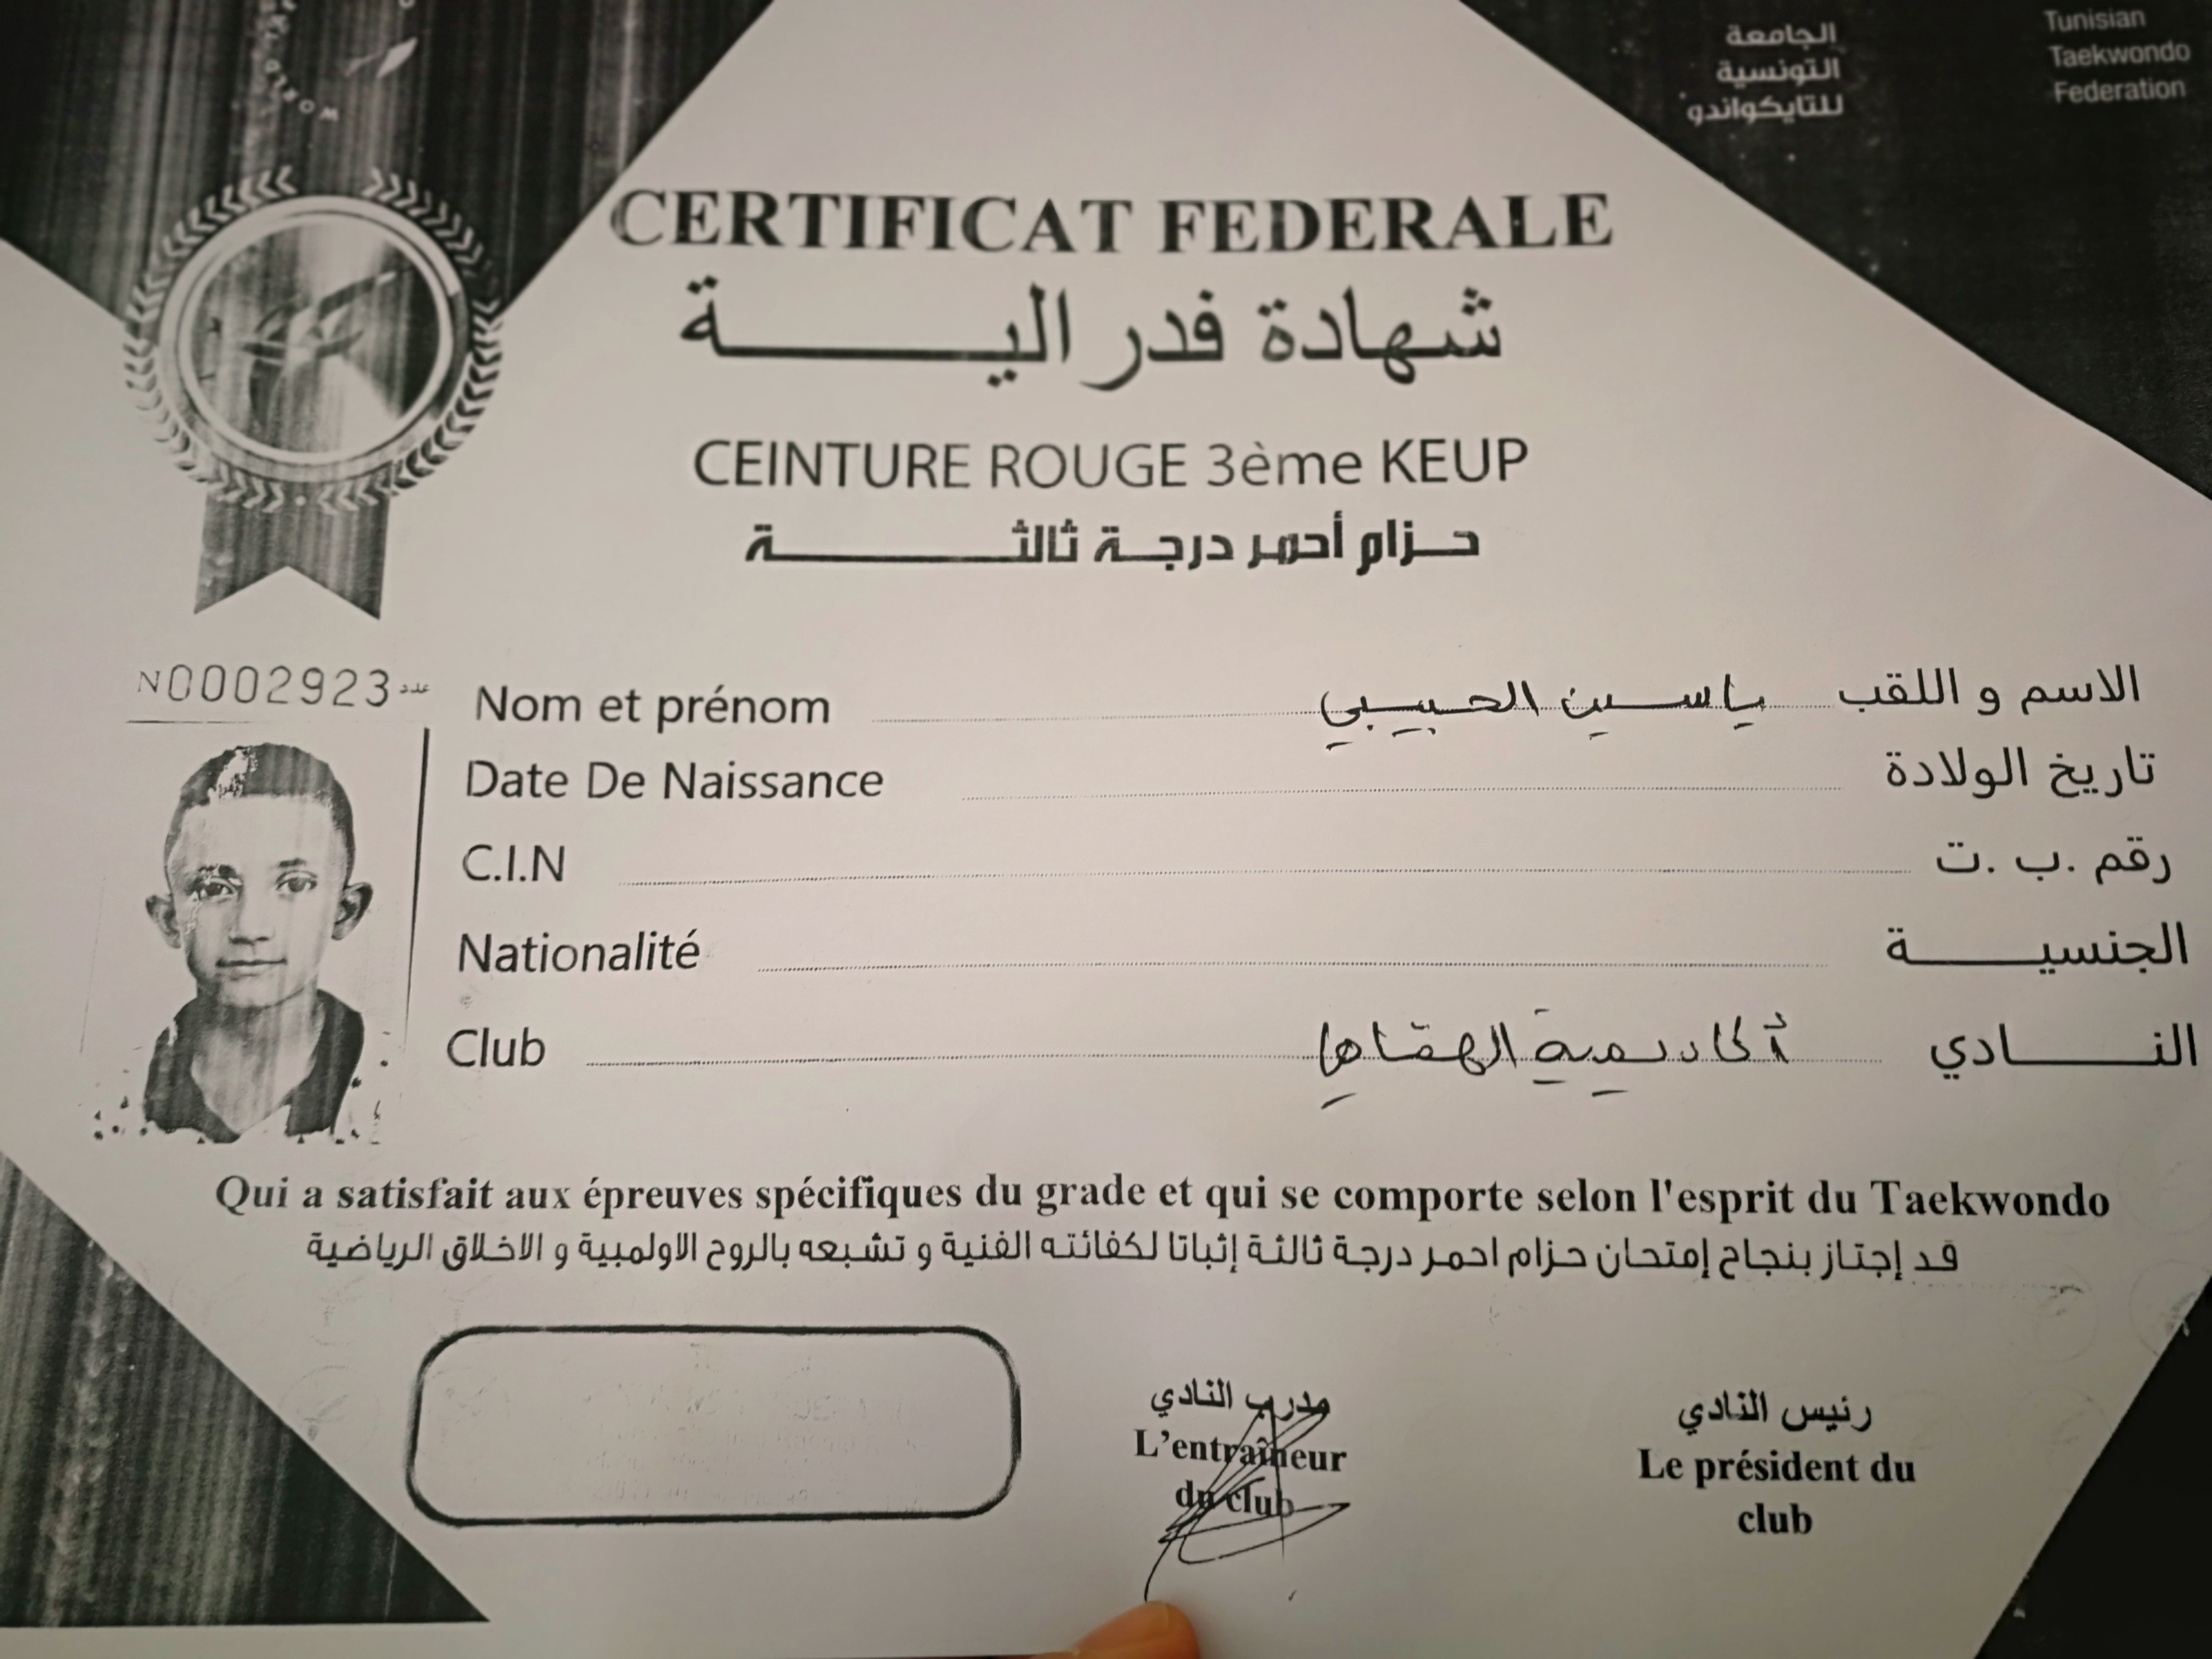 WORLD
الجامعة
التونسية
للتايكواندو
Tunisian
Taekwondo
Federation
CERTIFICAT FEDERALE
شهادة فدرالية
CEINTURE ROUGE 3ème KEUP
حزام أحمر درجة ثالثة
N0002923 عدد
Nom et prénom ياسين الحبيبي الاسم و اللقب
Date De Naissance تاريخ الولادة
C.I.N رقم .ب .ت
Nationalité الجنسية
Club أكاديمية النادي
Qui a satisfait aux épreuves spécifiques du grade et qui se comporte selon l'esprit du Taekwondo
قد إجتاز بنجاح إمتحان حزام احمر درجة ثالثة إثباتا لكفائته الفنية و تشبعه بالروح الاولمبية و الاخلاق الرياضية
مدرب النادي
L'entraîneur
du club
رئيس النادي
Le président du
club